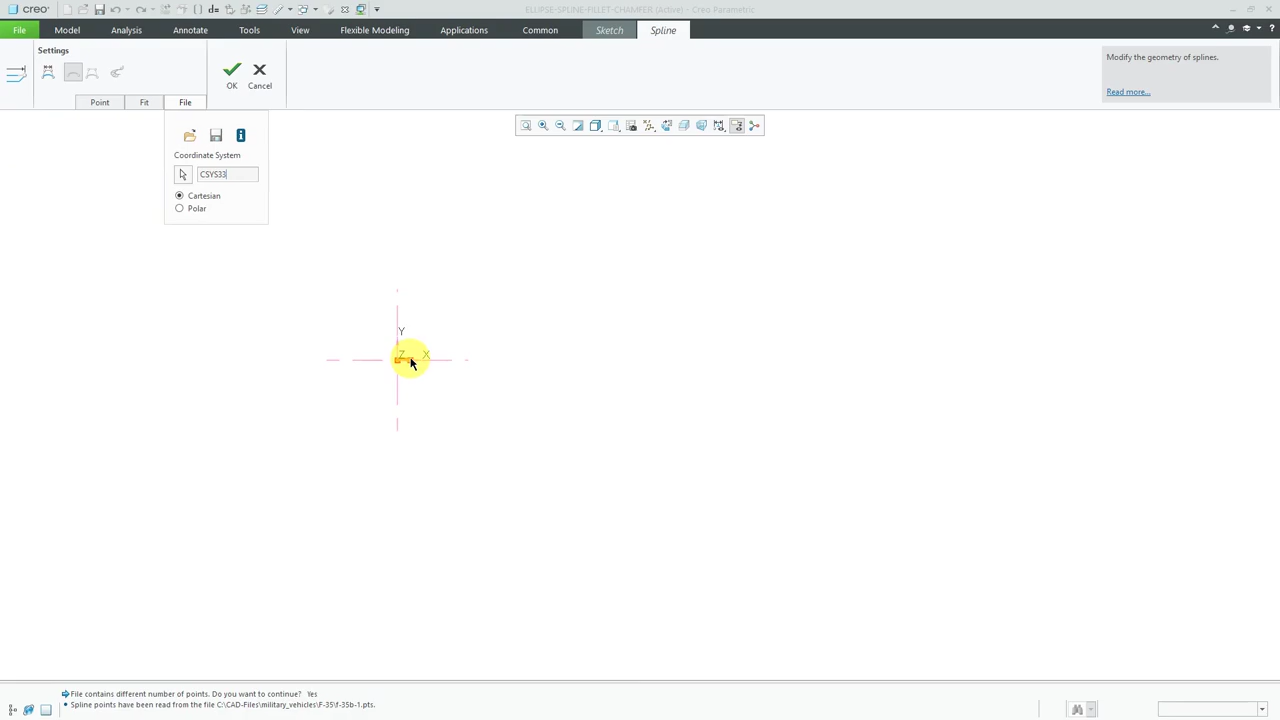 creo
ELLIPSE-SPLINE-FILLET-CHAMFER (Active) - Creo Parametric
File Model Analysis Annotate Tools View Flexible Modeling Applications Common Sketch Spline
Settings
OK Cancel
Modify the geometry of splines.
Read more...
Point Fit File
Coordinate System
CSYS33
Cartesian
Polar
Y
Z X
File contains different number of points. Do you want to continue? Yes
Spline points have been read from the file C:\CAD-Files\military_vehicles\F-35\f-35b-1.pts.